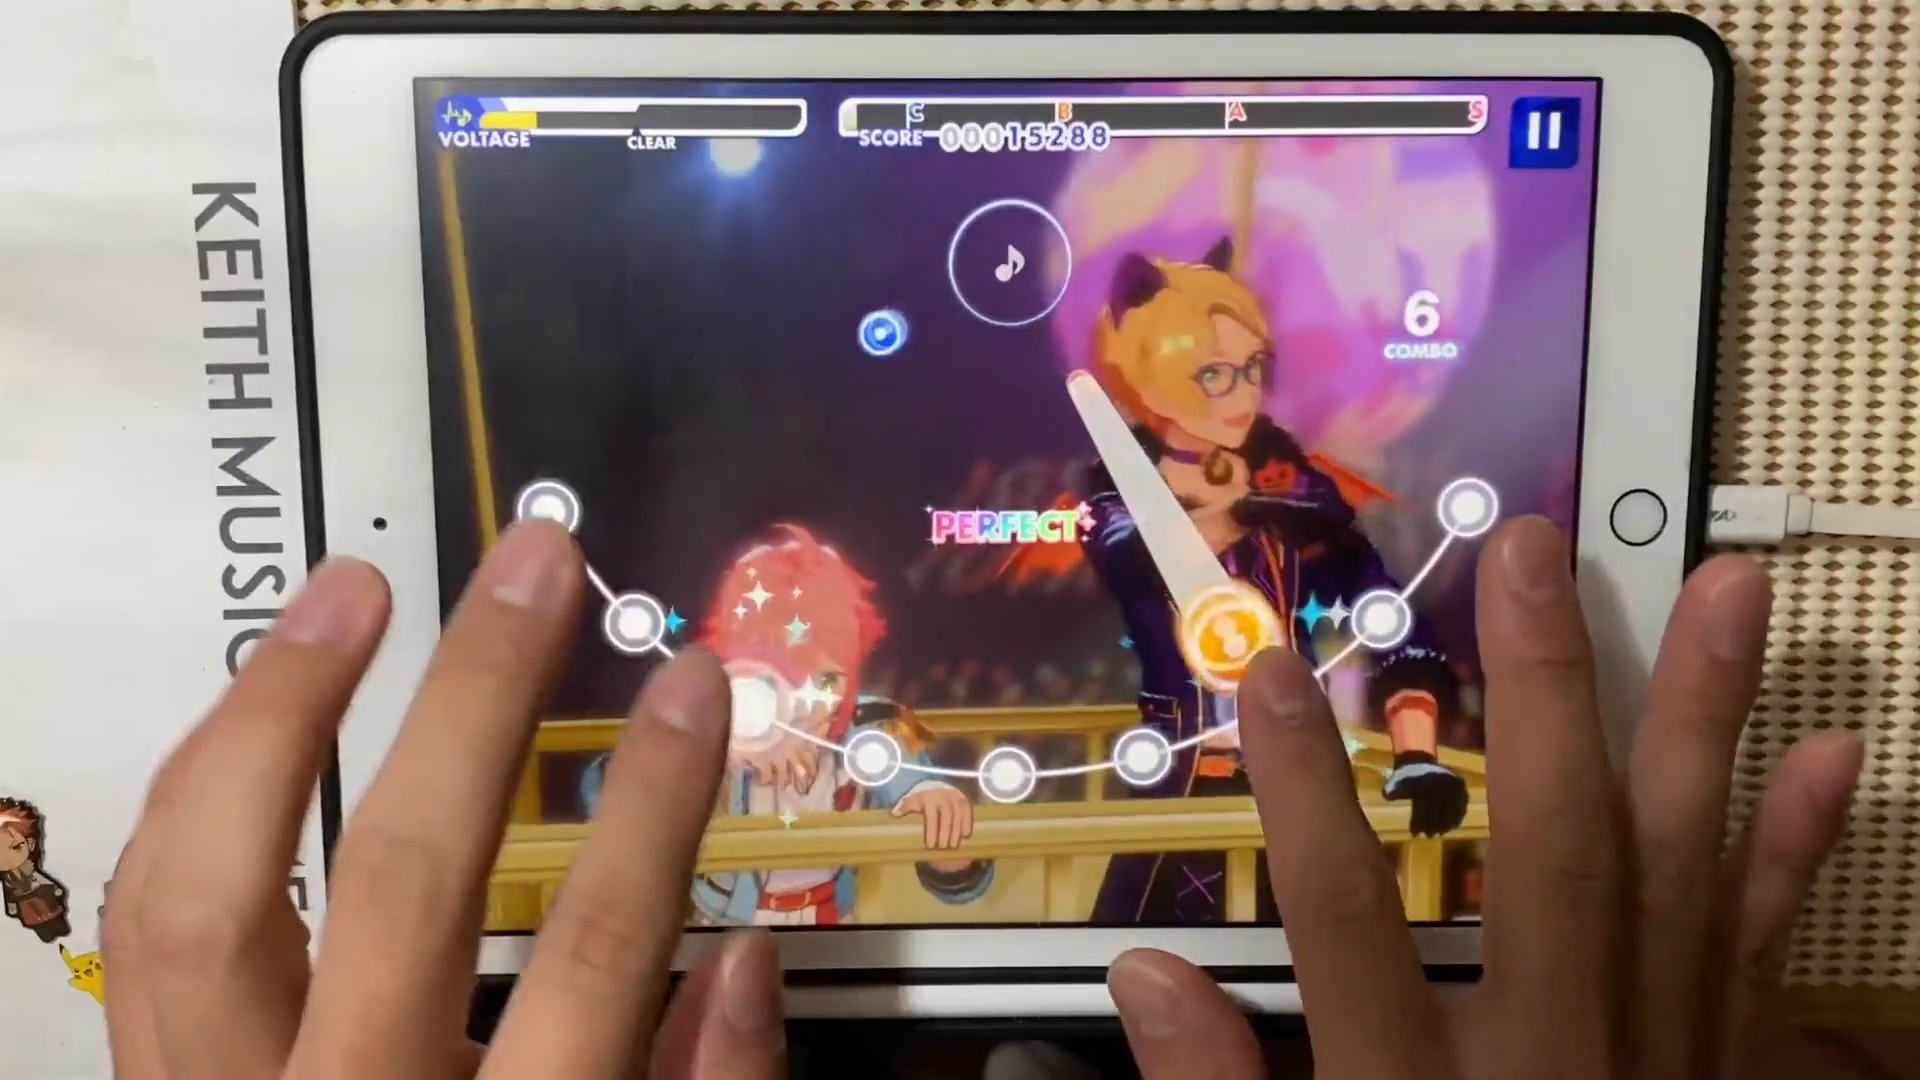 VOLTAGE
CLEAR
C
B
A
S
SCORE 00015288
6
COMBO
PERFECT
KEITH MUSIC